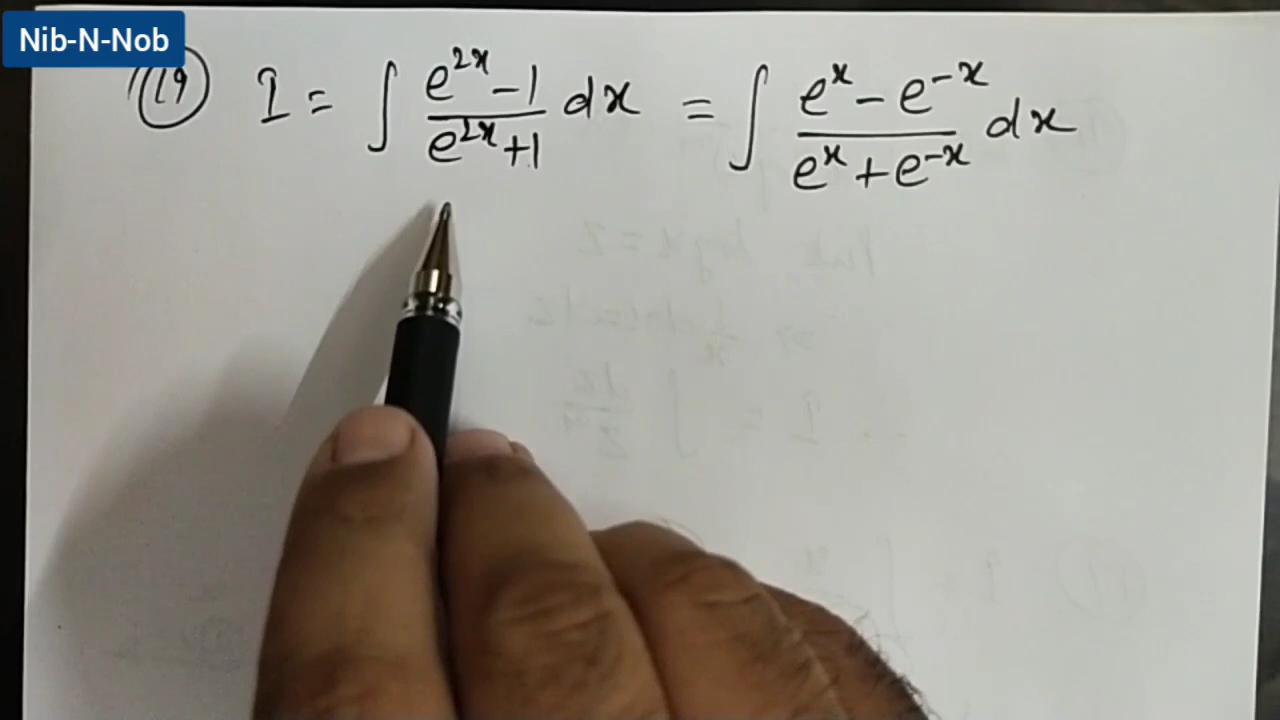 Nib-N-Nob
(19) I = ∫ (e^{2x} - 1)/(e^{2x} + 1) dx = ∫ (e^x - e^{-x})/(e^x + e^{-x}) dx